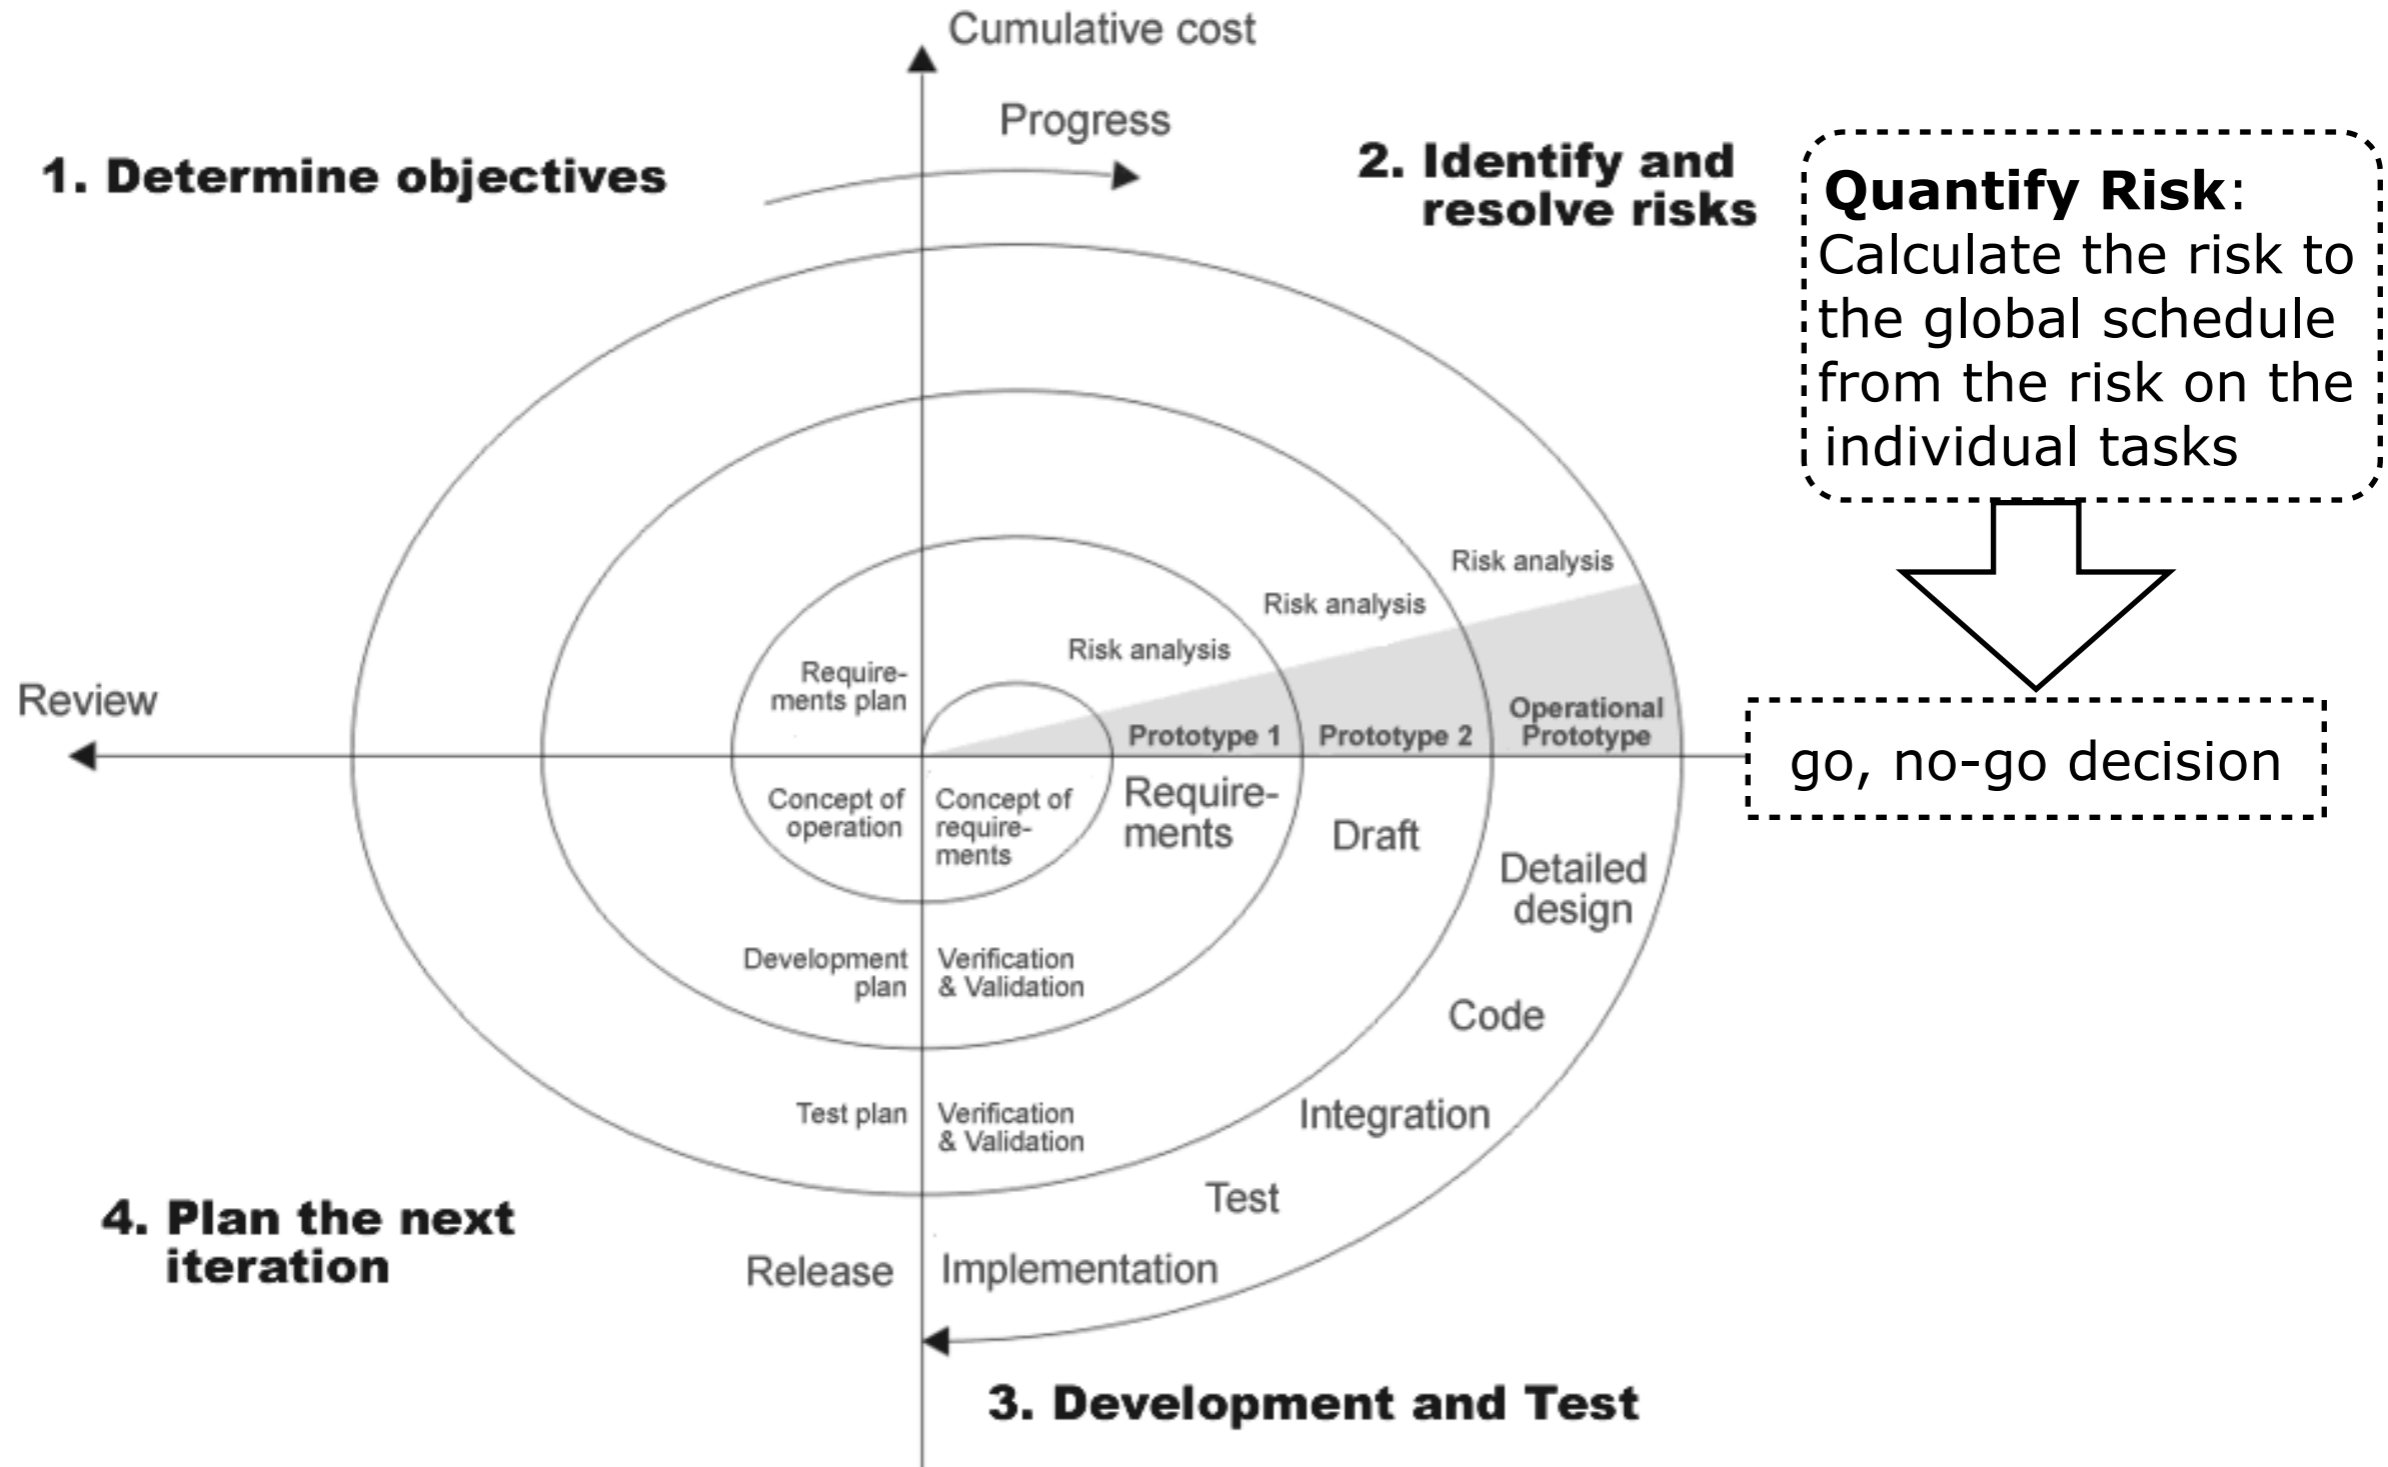 Cumulative cost
Progress
1. Determine objectives
2. Identify and
resolve risks
Quantify Risk:
Calculate the risk to
the global schedule
from the risk on the
individual tasks
Risk analysis
Risk analysis
Risk analysis
Require-
ments plan
Review
Operational
Prototype
Prototype 1
Prototype 2
go, no-go decision
Concept of
operation
Concept of
require-
ments
Require-
ments
Draft
Detailed
design
Development
plan
Verification
& Validation
Code
Test plan
Verification
& Validation
Integration
Test
4. Plan the next
iteration
Release
Implementation
3. Development and Test